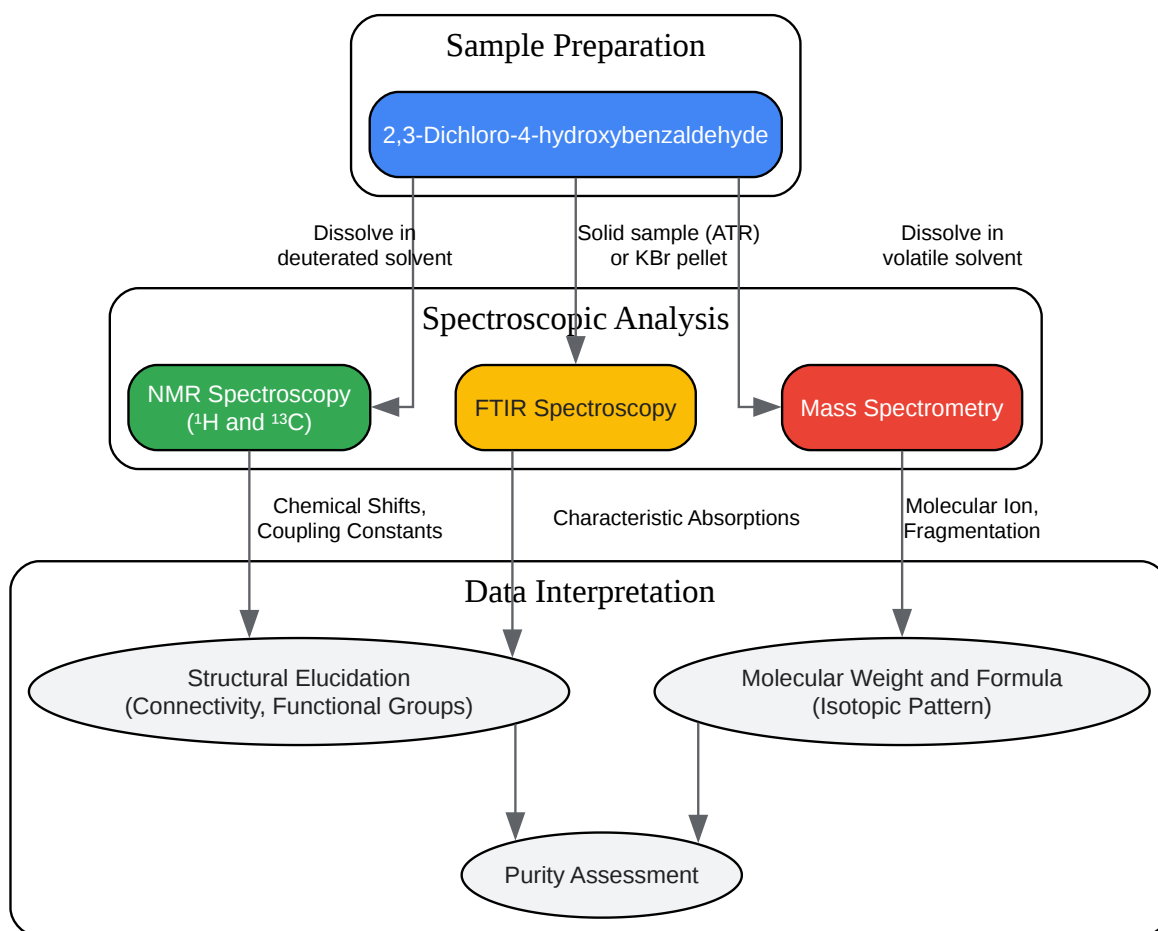 Sample Preparation
2,3-Dichloro-4-hydroxybenzaldehyde
Dissolve in
deuterated solvent
Solid sample (ATR)
or KBr pellet
Dissolve in
volatile solvent
Spectroscopic Analysis
NMR Spectroscopy
(¹H and ¹³C)
FTIR Spectroscopy
Mass Spectrometry
Chemical Shifts,
Coupling Constants
Characteristic Absorptions
Molecular Ion,
Fragmentation
Data Interpretation
Structural Elucidation
(Connectivity, Functional Groups)
Molecular Weight and Formula
(Isotopic Pattern)
Purity Assessment